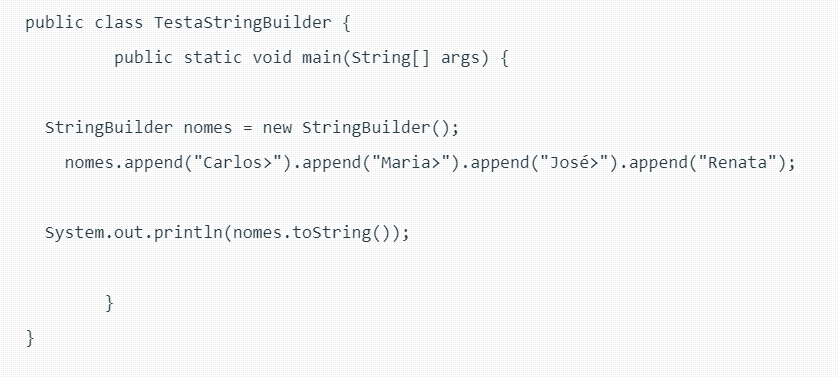 public class TestaStringBuilder {
public static void main(String[] args) {
StringBuilder nomes = new StringBuilder();
nomes.append("Carlos>").append("Maria>").append("José>").append("Renata");
System.out.println(nomes.toString());
}
}